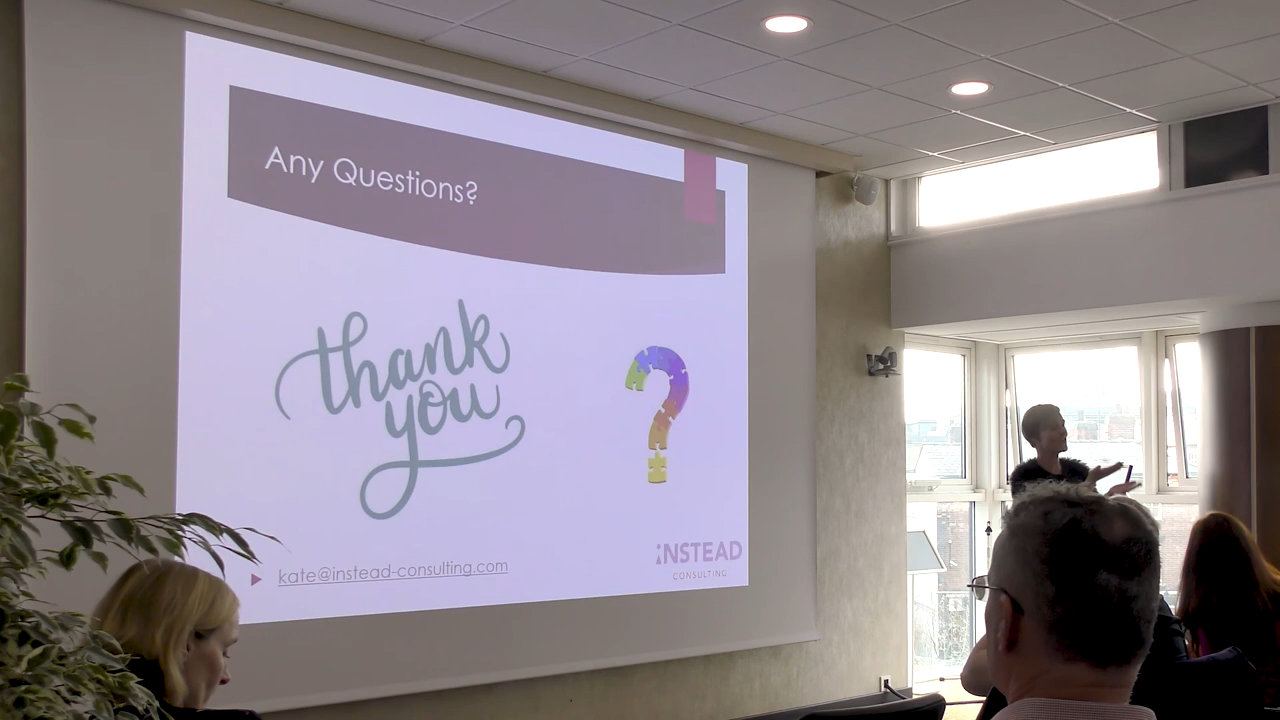 Any Questions?
thank
you
kate@instead-consulting.com
INSTEAD
CONSULTING